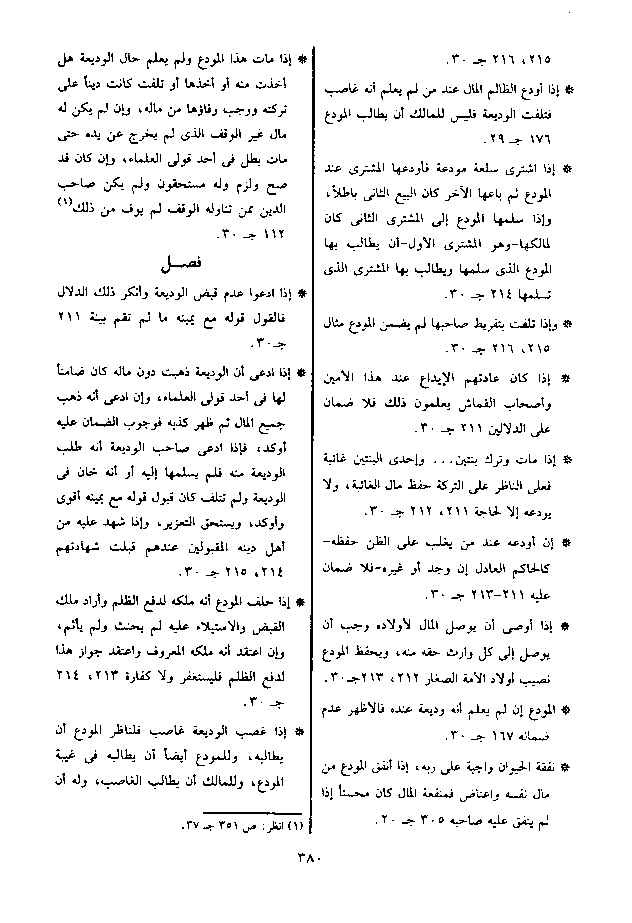 ٢١٥، ٢١٦ جـ ٣٠.
* إذا أودع الظالم المال عند من لم يعلم أنه غاصب
فتلفت الوديعة فليس للمالك أن يطالب المودع
١٧٦ جـ ٢٩.
* إذا اشترى سلعة مودعة فأودعها المشترى عند
المودع ثم باعها الآخر كان البيع الثانى باطلاً،
وإذا سلمها المودع إلى المشترى الثانى كان
لمالكها-وهو المشترى الأول-أن يطالب بها
المودع الذى سلمها ويطالب بها المشترى الذى
تسلمها ٢١٤ جـ ٣٠.
* وإذا تلفت بتفريط صاحبها لم يضمن المودع مثال
٢١٥، ٢١٦ جـ ٣٠.
* إذا كان عادتهم الإيداع عند هذا الأمين
وأصحاب القماش يعلمون ذلك فلا ضمان
على الدلالين ٢١١ جـ ٣٠.
* إذا مات وترك بنتين... وإحدى البنتين غائبة
فعلى الناظر على التركة حفظ مال الغائبة، ولا
يودعه إلا لحاجة ٢١١، ٢١٢ جـ ٣٠.
* إن أودعه عند من يغلب على الظن حفظه-
كالحاكم العادل إن وجد أو غيره-فلا ضمان
عليه ٢١١-٢١٣ جـ ٣٠.
* إذا أوصى أن يوصل المال لأولاده وجب أن
يوصل إلى كل وارث حقه منه، ويحفظ المودع
نصيب أولاد الأمة الصغار ٢١٢، ٢١٣جـ٣٠.
* المودع إن لم يعلم أنه وديعة عنده فالأظهر عدم
ضمانه ١٦٧ جـ ٣٠.
* نفقة الحيوان واجبة على ربه، إذا أنفق المودع من
مال نفسه واعتاض فمنفعة المال كان محسناً إذا
لم ينفق عليه صاحبه ٣٠٥ جـ ٢٠.
* إذا مات هذا المودع ولم يعلم حال الوديعة هل
أخذت منه أو أخذها أو تلفت كانت ديناً على
تركته ووجب وفاؤها من ماله، وإن لم يكن له
مال غير الوقف الذى لم يخرج عن يده حتى
مات بطل فى أحد قولى العلماء، وإن كان قد
صح ولزم وله مستحقون ولم يكن صاحب
الدين ممن تناوله الوقف لم يوف من ذلك(١)
١١٢ جـ ٣٠.
فصـل
* إذا ادعوا عدم قبض الوديعة وأنكر ذلك الدلال
فالقول قوله مع يمينه ما لم تقم بينة ٢١١
جـ٣٠.
* إذا ادعى أن الوديعة ذهبت دون ماله كان ضامناً
لها فى أحد قولى العلماء، وإن ادعى أنه ذهب
جميع المال ثم ظهر كذبه فوجوب الضمان عليه
أوكد، فإذا ادعى صاحب الوديعة أنه طلب
الوديعة منه فلم يسلمها إليه أو أنه خان فى
الوديعة ولم تتلف كان قبول قوله مع يمينه أقوى
وأوكد، ويستحق التعزير، وإذا شهد عليه من
أهل دينه المقبولين عندهم قبلت شهادتهم
٢١٤، ٢١٥ جـ ٣٠.
* إذا حلف المودع أنه ملكه لدفع الظلم وأراد ملك
القبض والاستيلاء عليه لم يحنث ولم يأثم،
وإن اعتقد أنه ملكه المعروف واعتقد جواز هذا
لدفع الظلم فليستغفر ولا كفارة ٢١٣، ٢١٤
جـ ٣٠.
* إذا غصب الوديعة غاصب فلناظر المودع أن
يطالبه، وللمودع أيضاً أن يطالبه فى غيبة
المودع، وللمالك أن يطالب الغاصب، وله أن
(١) انظر: ص ٣٥١ جـ ٣٧.
٣٨٠